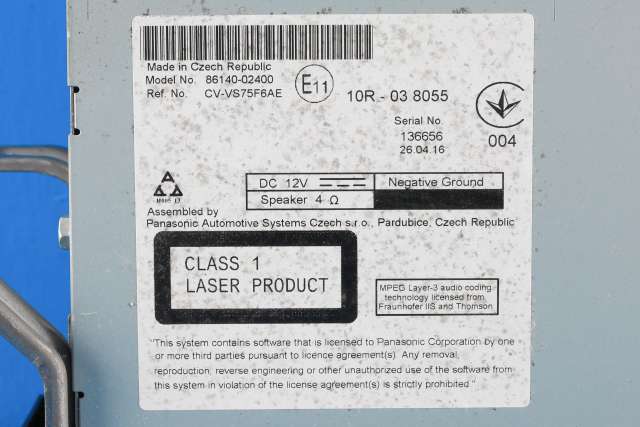 Made in Czech Republic
Model No. 86140-02400
Ref. No. CV-VS75F6AE
E11
10R - 03 8055
Serial No.
136656
26.04.16
004
DC 12V
Negative Ground
Speaker 4 Ω
Assembled by
Panasonic Automotive Systems Czech s.r.o., Pardubice, Czech Republic
CLASS 1
LASER PRODUCT
MPEG Layer-3 audio coding
technology licensed from
Fraunhofer IIS and Thomson
"This system contains software that is licensed to Panasonic Corporation by one
or more third parties pursuant to licence agreement(s). Any removal,
reproduction, reverse engineering or other unauthorized use of the software from
this system in violation of the license agreement(s) is strictly prohibited."